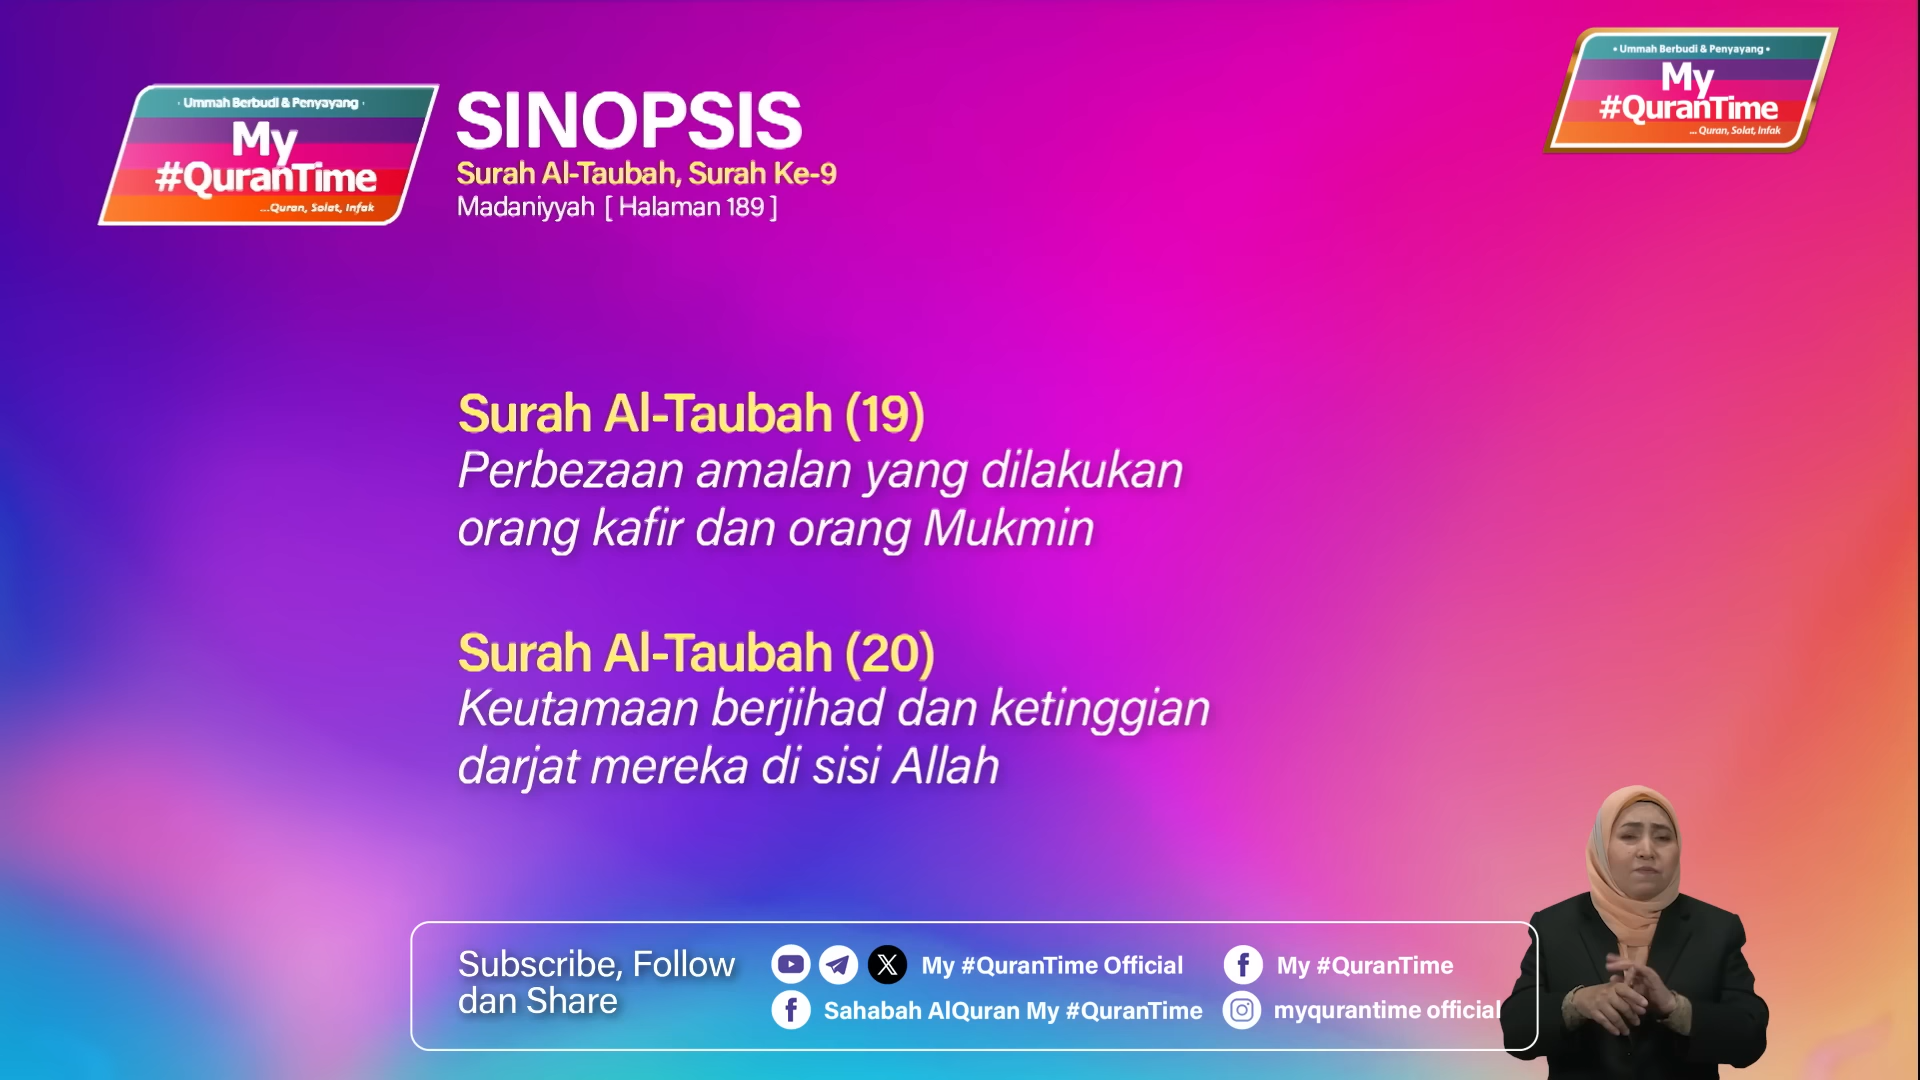 • Ummah Berbudi & Penyayang •
My
#QuranTime
...Quran, Solat, Infak
SINOPSIS
Surah Al-Taubah, Surah Ke-9
Madaniyyah [ Halaman 189 ]
• Ummah Berbudi & Penyayang •
My
#QuranTime
... Quran, Solat, Infak
Surah Al-Taubah (19)
Perbezaan amalan yang dilakukan
orang kafir dan orang Mukmin
Surah Al-Taubah (20)
Keutamaan berjihad dan ketinggian
darjat mereka di sisi Allah
Subscribe, Follow
dan Share
My #QuranTime Official
My #QuranTime
Sahabah AlQuran My #QuranTime
myqurantime official